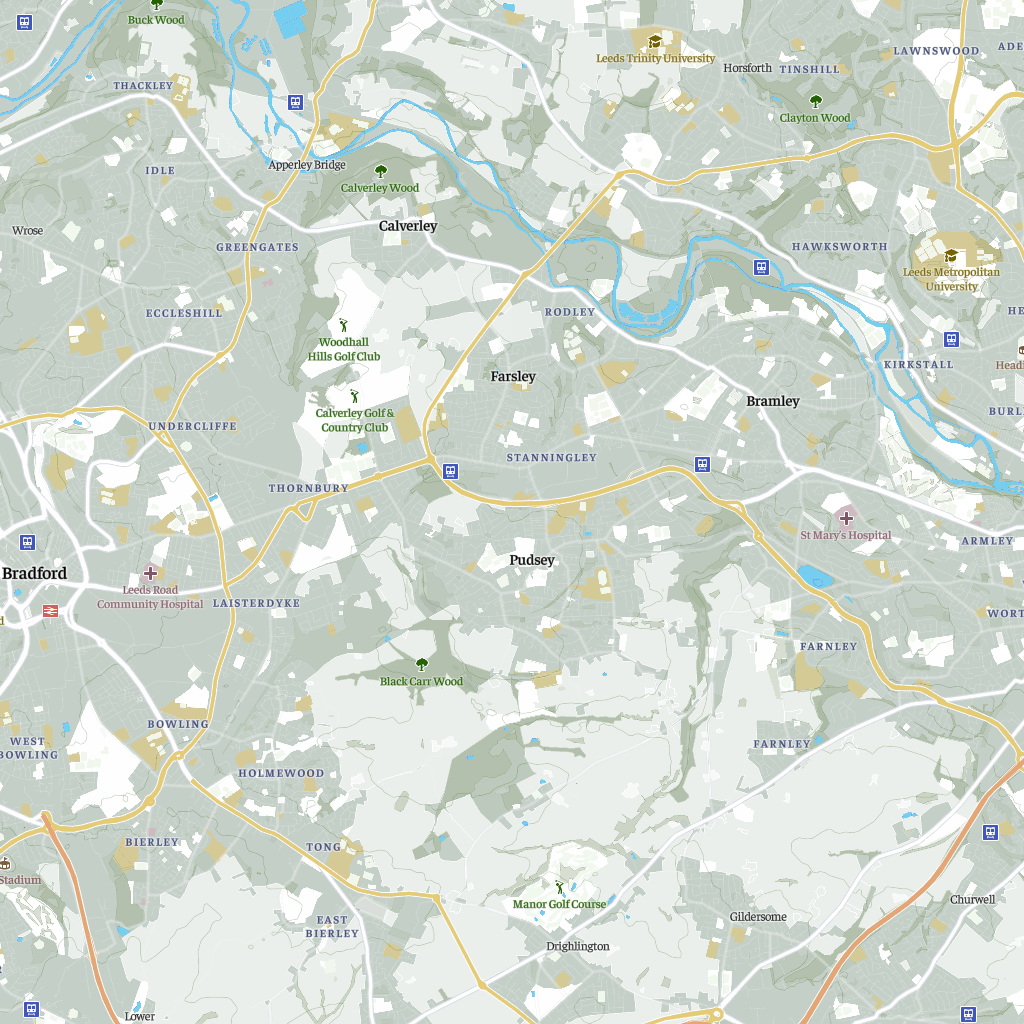 Buck Wood
Leeds Trinity University
LAWNSWOOD
Horsforth
TINSHILL
THACKLEY
Clayton Wood
Apperley Bridge
IDLE
Calverley Wood
Calverley
Wrose
GREENGATES
HAWKSWORTH
Leeds Metropolitan
University
ECCLESHILL
RODLEY
Woodhall
Hills Golf Club
KIRKSTALL
Farsley
Bramley
Calverley Golf &
Country Club
UNDERCLIFFE
STANNINGLEY
THORNBURY
St Mary's Hospital
ARMLEY
Pudsey
Bradford
Leeds Road
Community Hospital
LAISTERDYKE
FARNLEY
Black Carr Wood
BOWLING
WEST
BOWLING
FARNLEY
HOLMEWOOD
BIERLEY
TONG
Stadium
Manor Golf Course
Churwell
Gildersome
EAST
BIERLEY
Drighlington
Lower